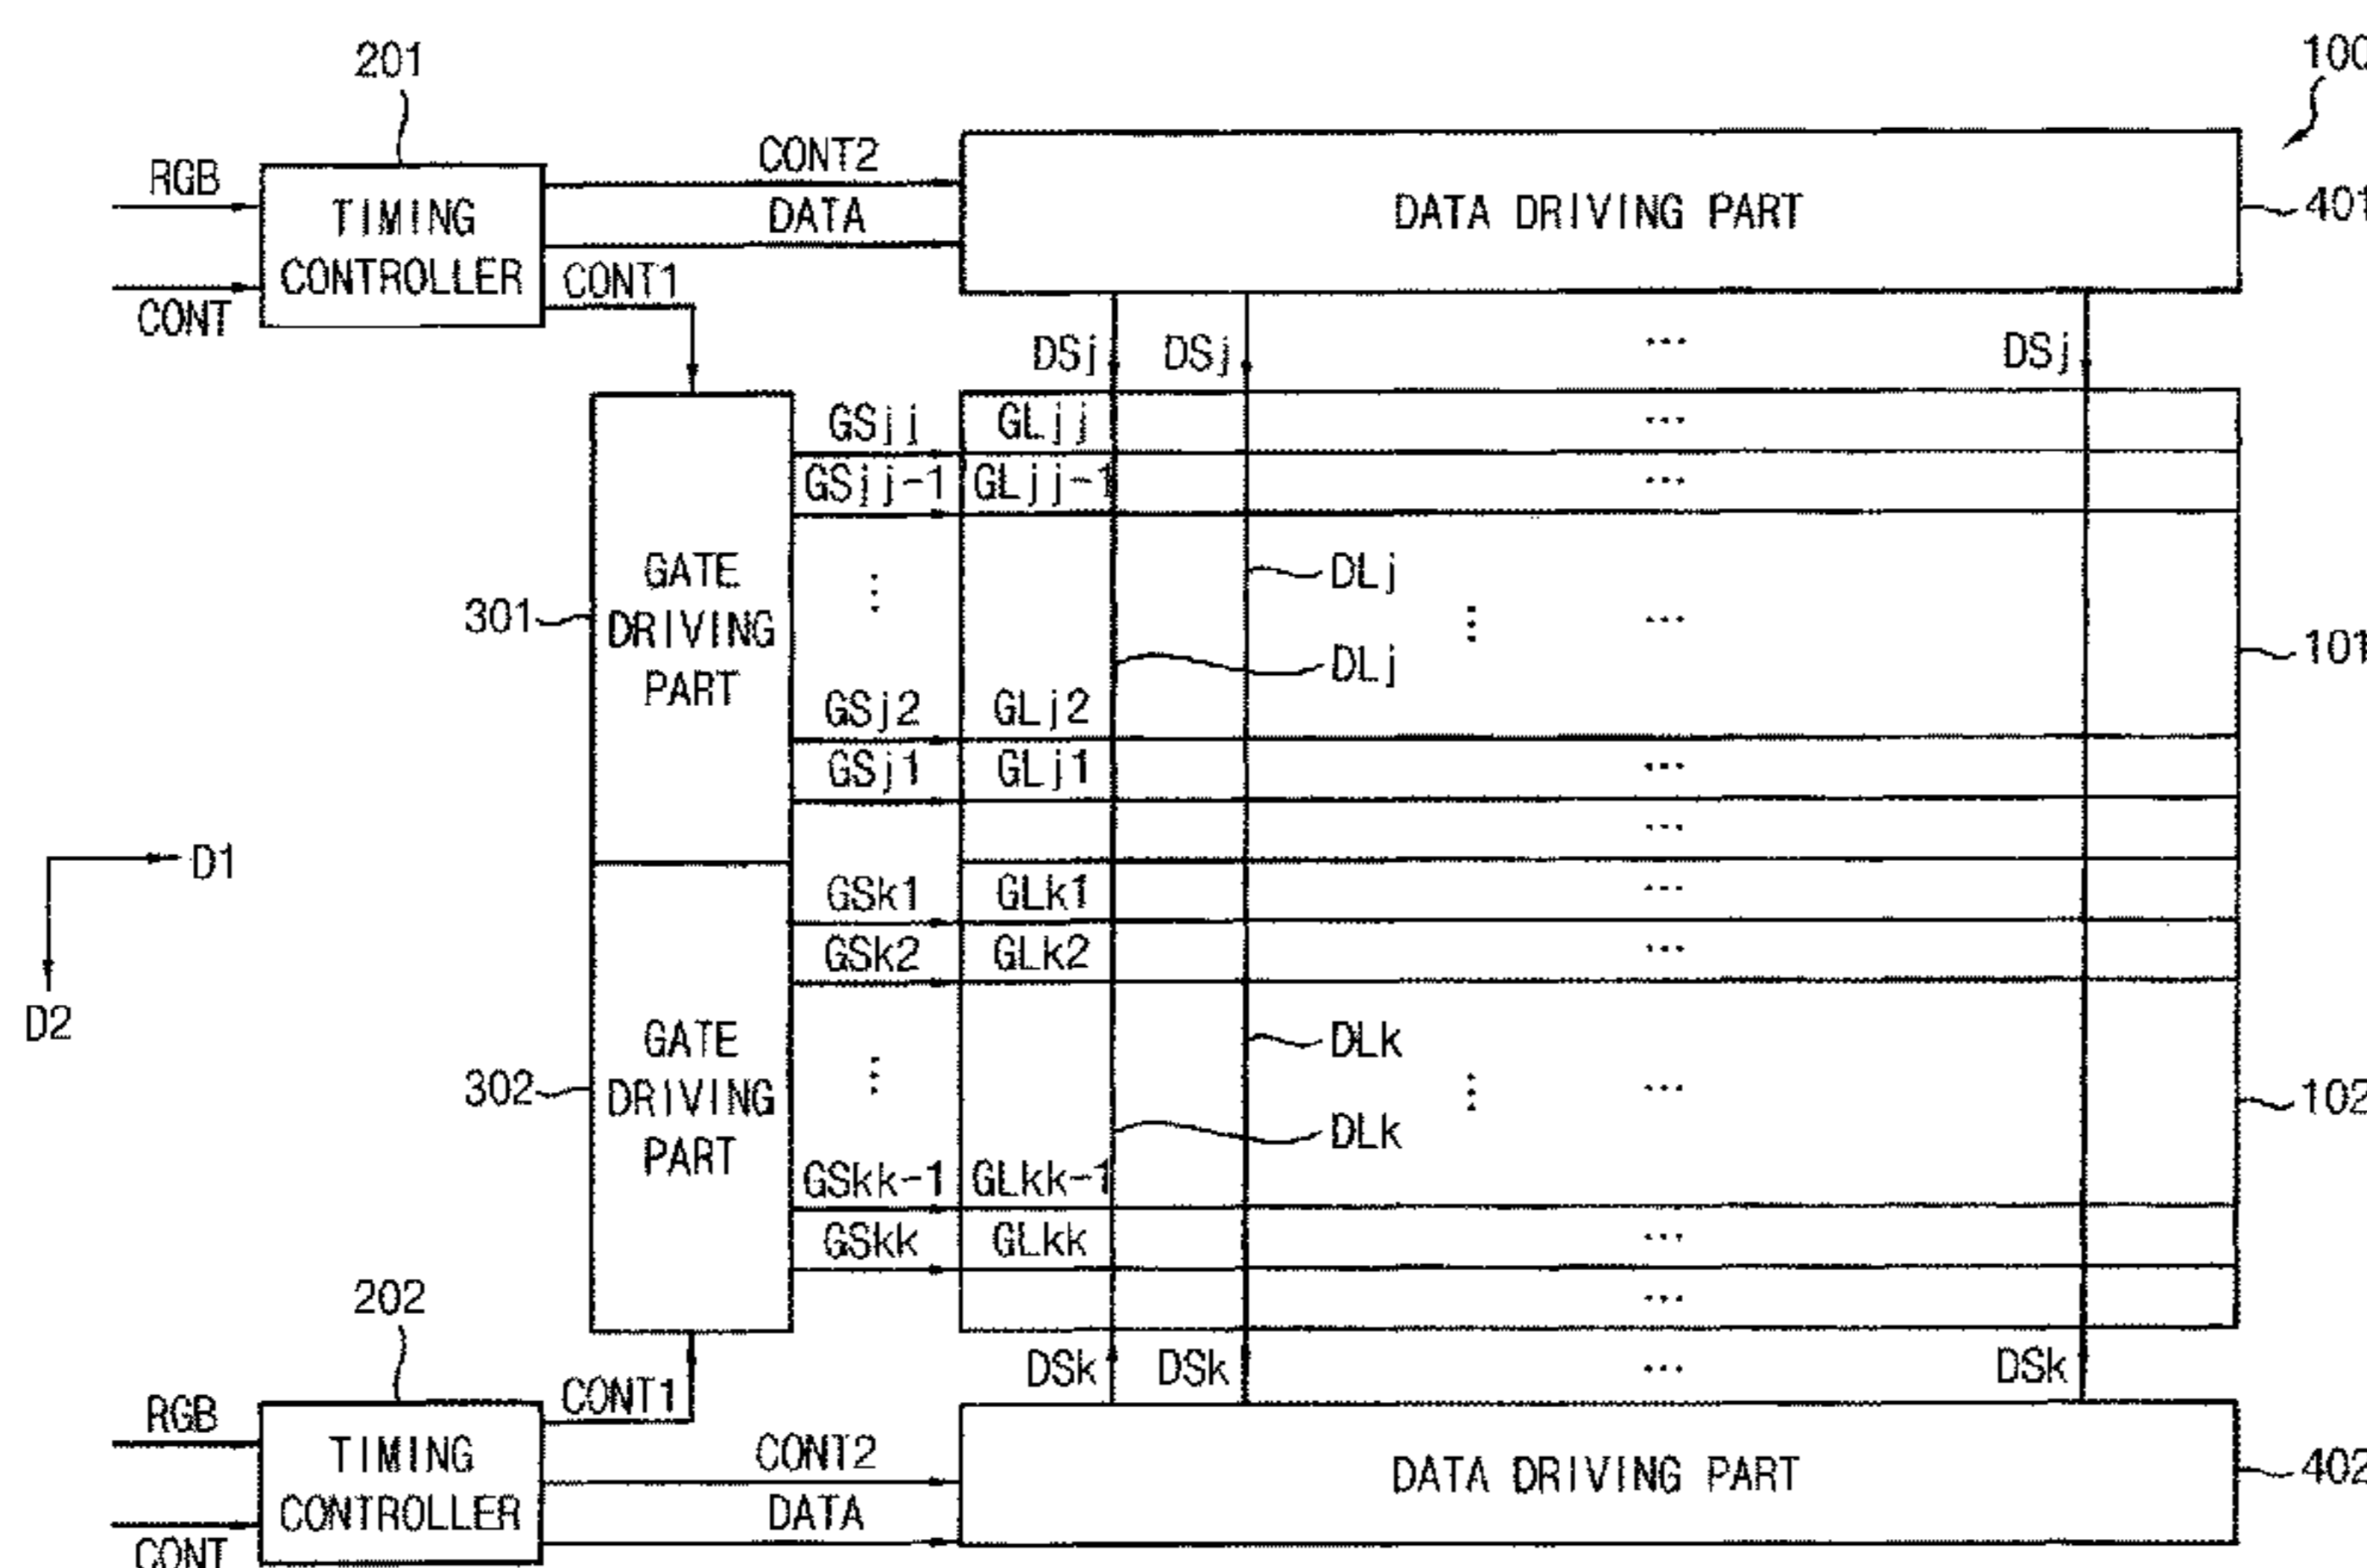 201
100
RGB
TIMING
CONTROLLER
CONT
CONT2
DATA
CONT1
DATA DRIVING PART
401
DSj DSj ... DSj
GSjj GLjj ...
GSjj-1 GLjj-1 ...
GATE
DRIVING
PART
301
⋮
DLj
⋮ ...
DLj
101
GSj2 GLj2
GSj1 GLj1 ...
...
D1
D2
GSk1 GLk1 ...
GSk2 GLk2 ...
GATE
DRIVING
PART
302
⋮
DLk
⋮ ...
DLk
102
GSkk-1 GLkk-1
GSkk GLkk ...
...
202
DSk DSk ... DSk
RGB
TIMING
CONTROLLER
CONT
CONT1
CONT2
DATA
DATA DRIVING PART
402